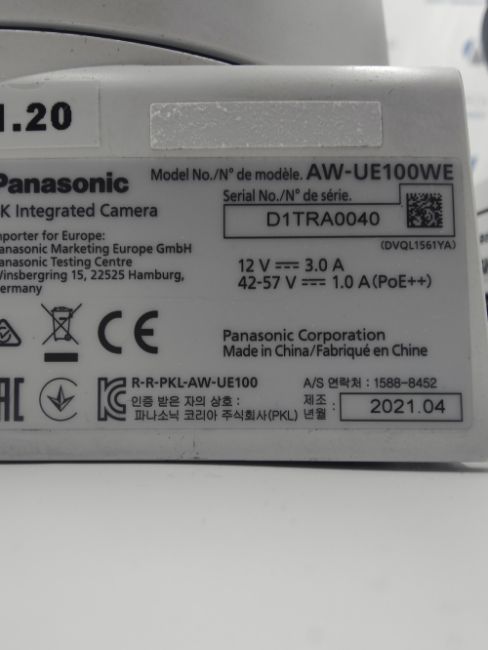 1.20
Panasonic
Model No./N° de modèle. AW-UE100WE
K Integrated Camera
Serial No./N° de série.
D1TRA0040
(DVQL1561YA)
mporter for Europe:
anasonic Marketing Europe GmbH
anasonic Testing Centre
Winsbergring 15, 22525 Hamburg,
ermany
12 V ⎓ 3.0 A
42-57 V ⎓ 1.0 A (PoE++)
CE
Panasonic Corporation
Made in China/Fabriqué en Chine
R-R-PKL-AW-UE100
인증 받은 자의 상호 :
파나소닉 코리아 주식회사(PKL)
A/S 연락처 : 1588-8452
제조
년월 : 2021.04